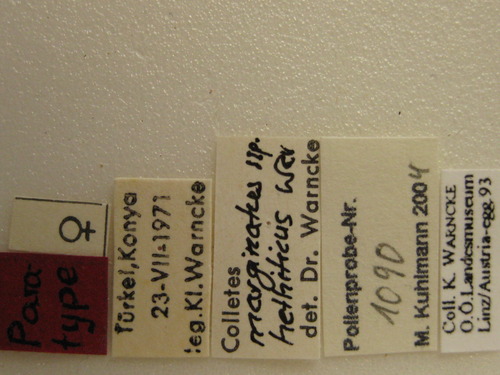 ♀
Para-
type
Türkei,Konya
23-VII-1971
leg.Kl.Warncke
Colletes
marginatus ssp.
hethiticus War
det. Dr. Warncke
Pollenprobe-Nr.
1090
M. Kuhlmann 2004
Coll. K. WARNCKE
O.Ö.Landesmuseum
Linz/Austria-egg.93